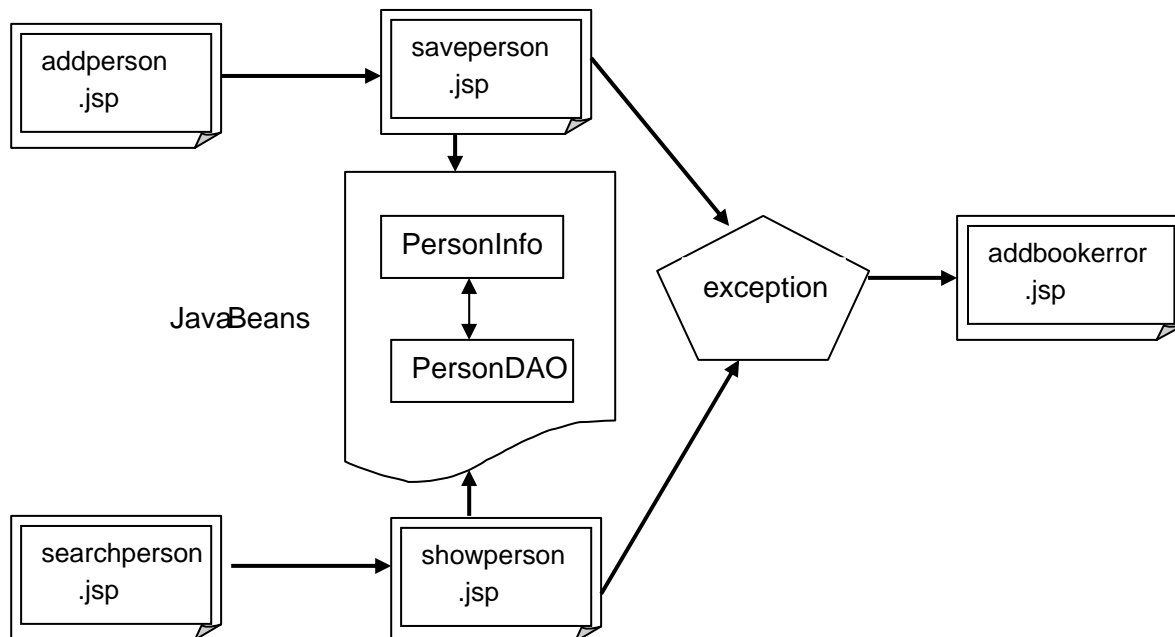 addperson
.jsp
saveperson
.jsp
PersonInfo
JavaBeans
PersonDAO
exception
addbookerror
.jsp
searchperson
.jsp
showperson
.jsp